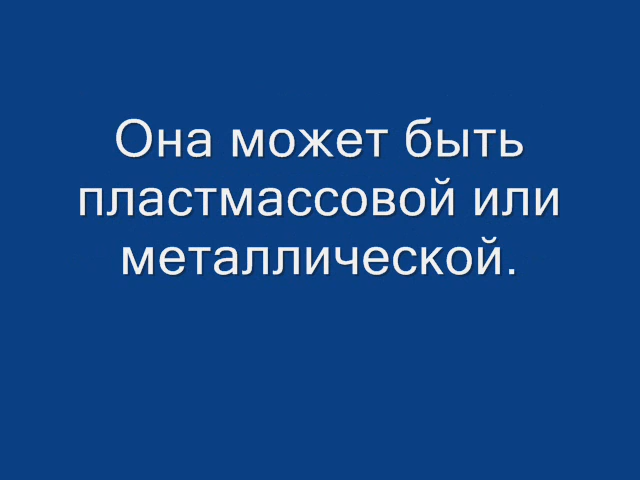 Она может быть
пластмассовой или
металлической.